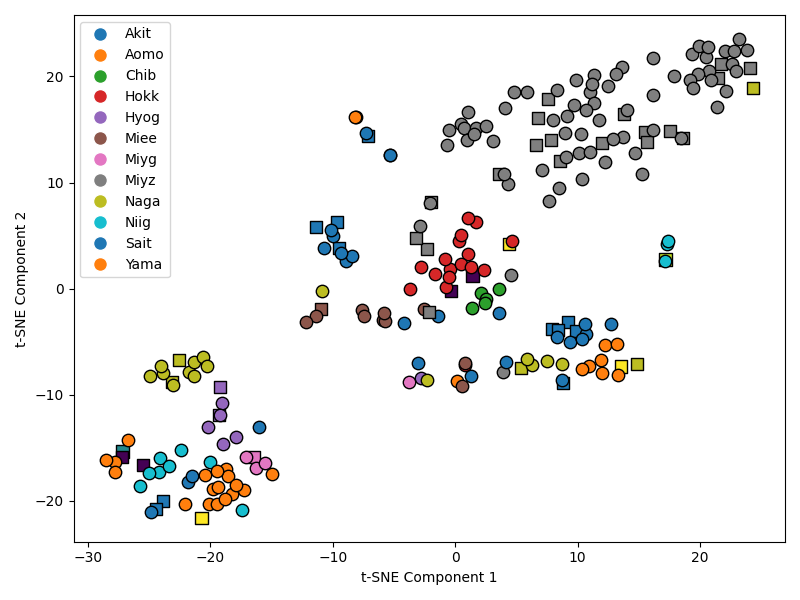 Akit
Aomo
Chib
Hokk
Hyog
Miee
Miyg
Miyz
Naga
Niig
Sait
Yama
20
10
0
−10
−20
t-SNE Component 2
−30
−20
−10
0
10
20
t-SNE Component 1